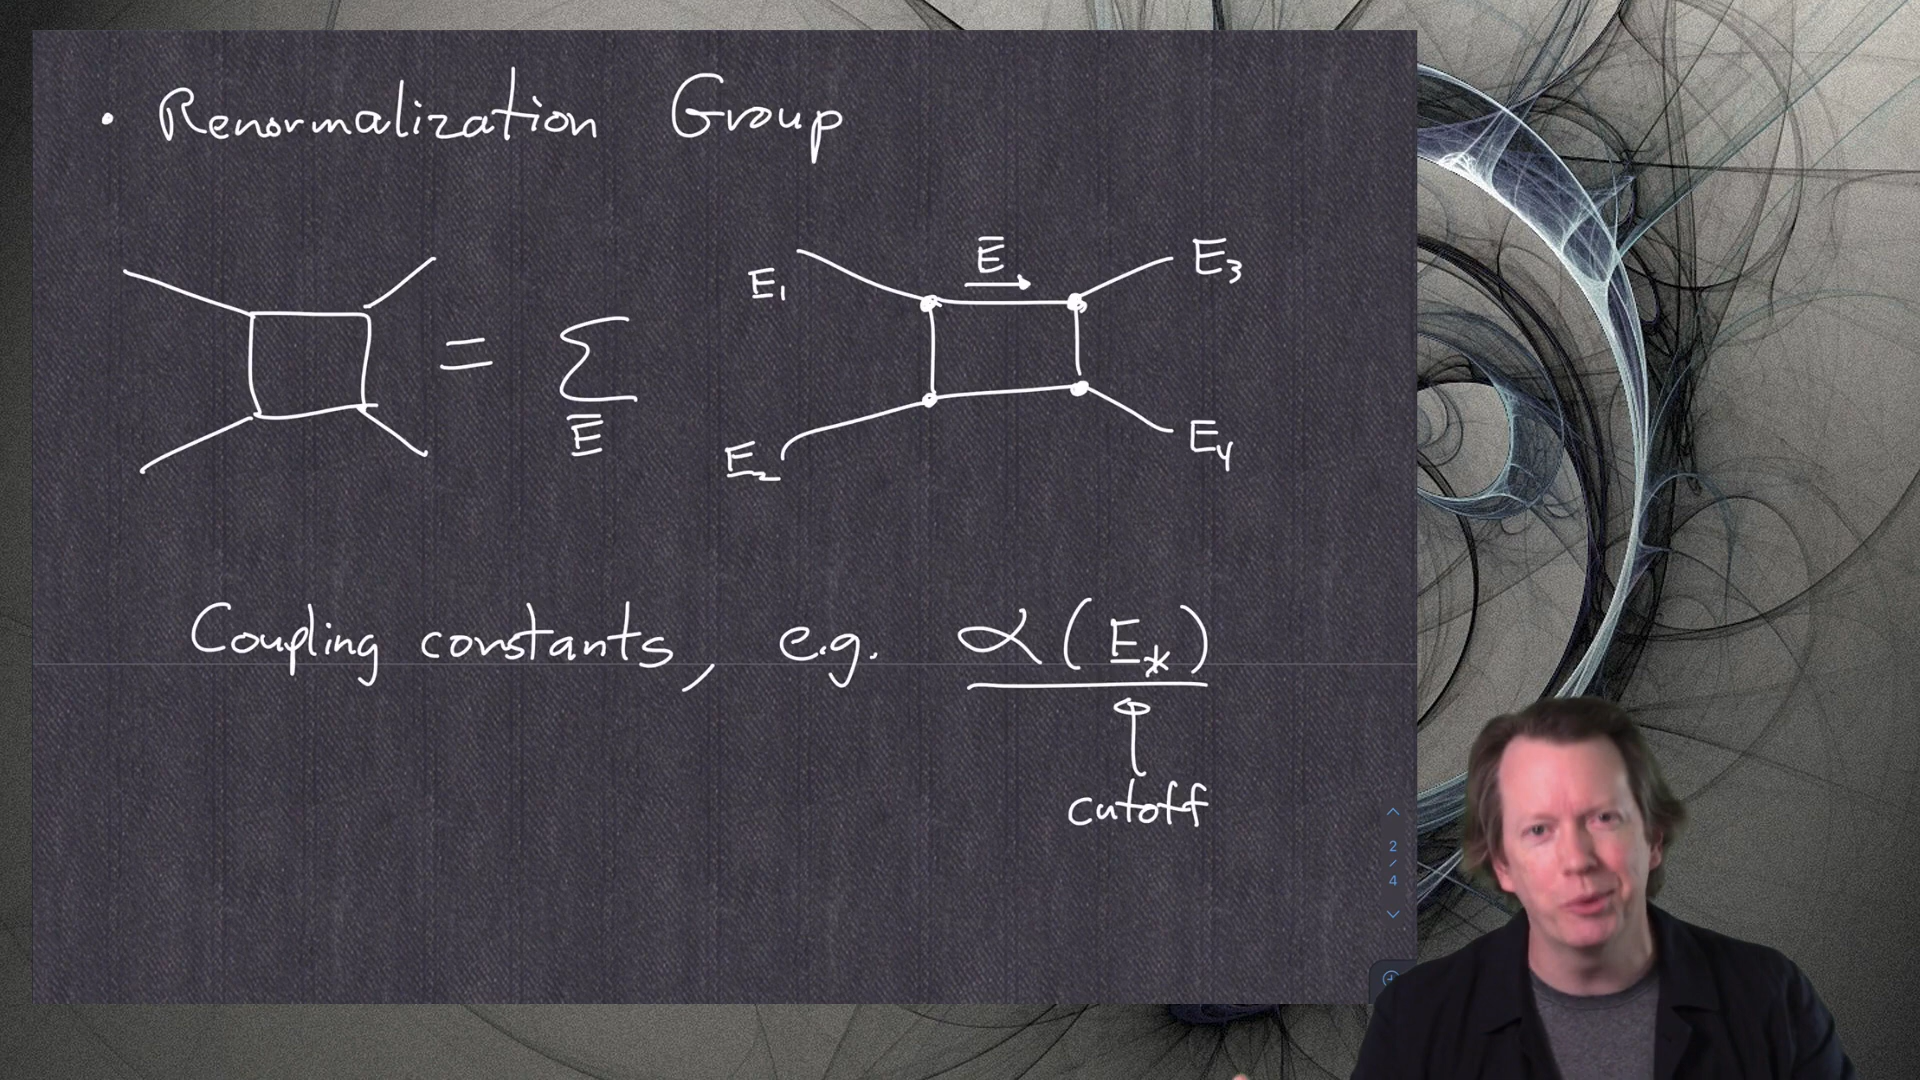 • Renormalization Group
E₁ E → E₃
= Σ
E
E₂ E₄
Coupling constants, e.g. α(E*)
cutoff
2
/
4